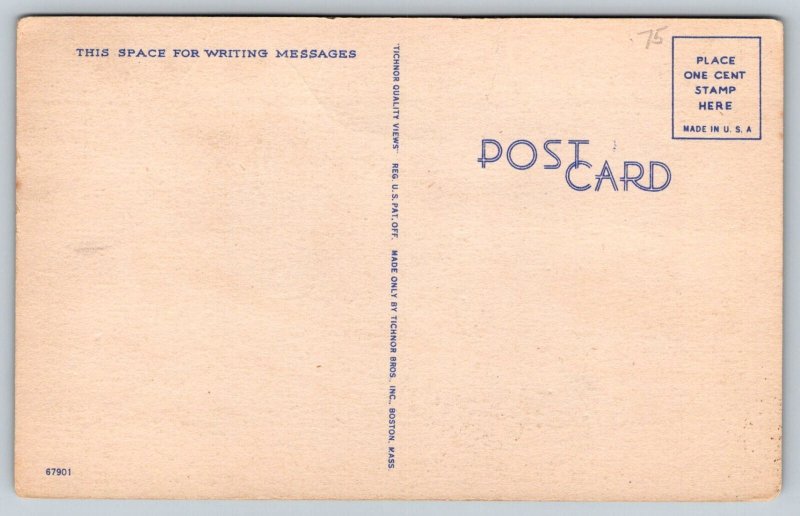 THIS SPACE FOR WRITING MESSAGES
"TICHNOR QUALITY VIEWS" REG. U.S. PAT. OFF. MADE ONLY BY TICHNOR BROS. INC., BOSTON, MASS.
75
PLACE
ONE CENT
STAMP
HERE
MADE IN U.S.A
POST
CARD
67901